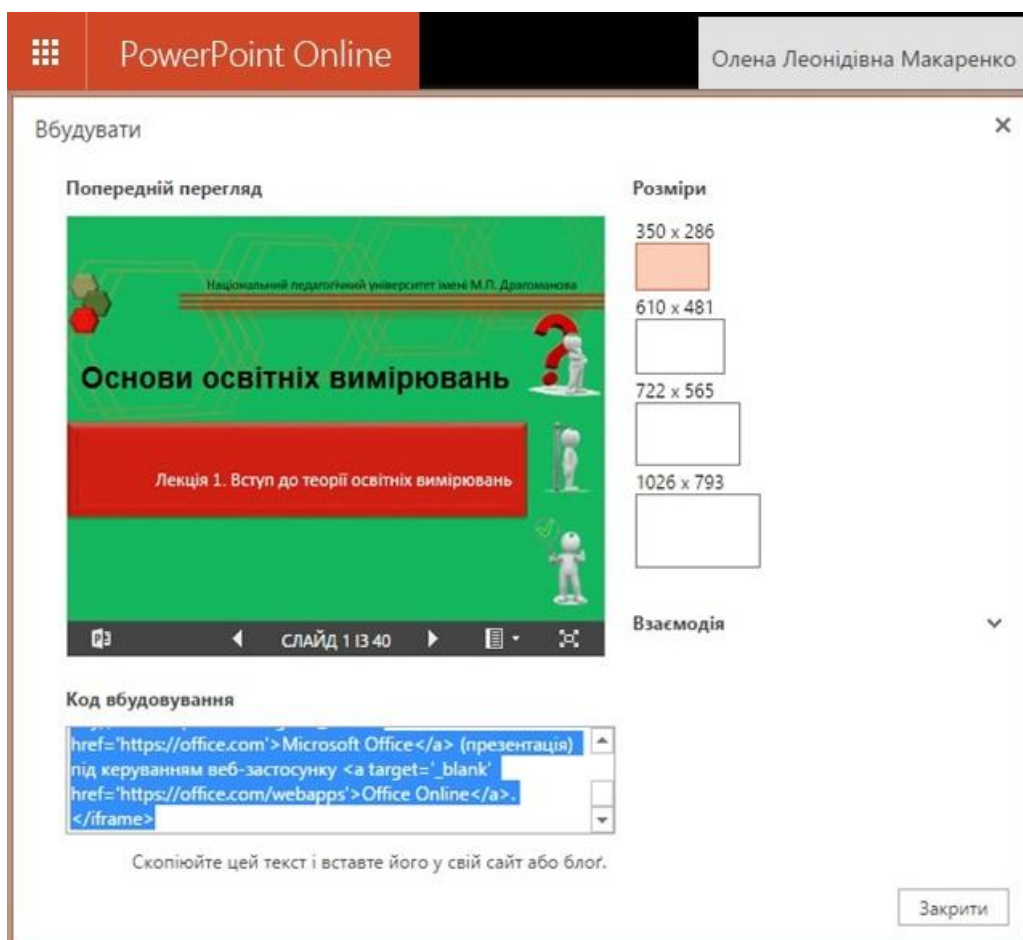 PowerPoint Online
Олена Леонідівна Макаренко
Вбудувати
Попередній перегляд
Національний педагогічний університет імені М.П. Драгоманова
Основи освітніх вимірювань
Лекція 1. Вступ до теорії освітніх вимірювань
СЛАЙД 1 ІЗ 40
Розміри
350 x 286
610 x 481
722 x 565
1026 x 793
Взаємодія
Код вбудовування
href='https://office.com'>Microsoft Office</a> (презентація)
під керуванням веб-застосунку <a target='_blank'
href='https://office.com/webapps'>Office Online</a>.
</iframe>
Скопіюйте цей текст і вставте його у свій сайт або блоґ.
Закрити